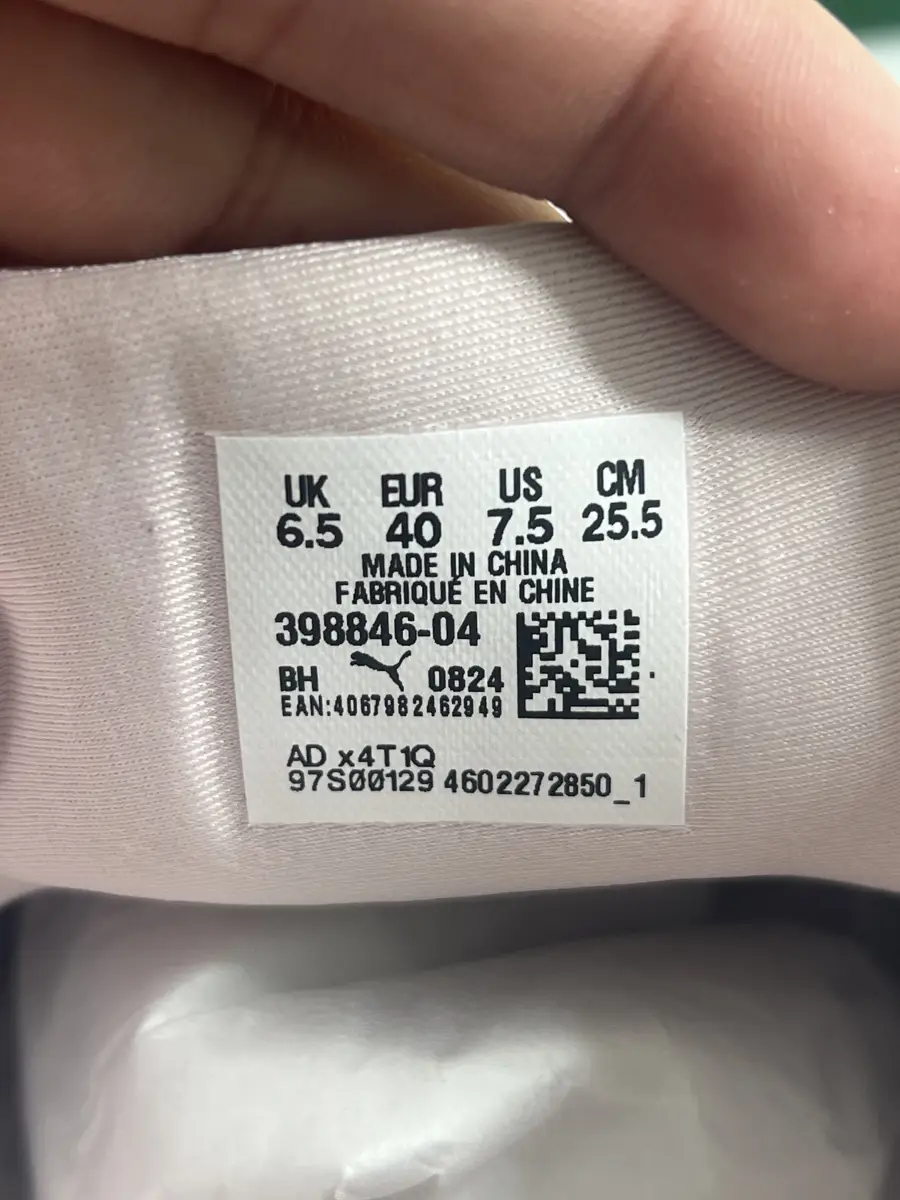 UK EUR US CM
6.5 40 7.5 25.5
MADE IN CHINA
FABRIQUÉ EN CHINE
398846-04
BH 0824
EAN:4067982462949
AD x4T1Q
97S00129 4602272850_1